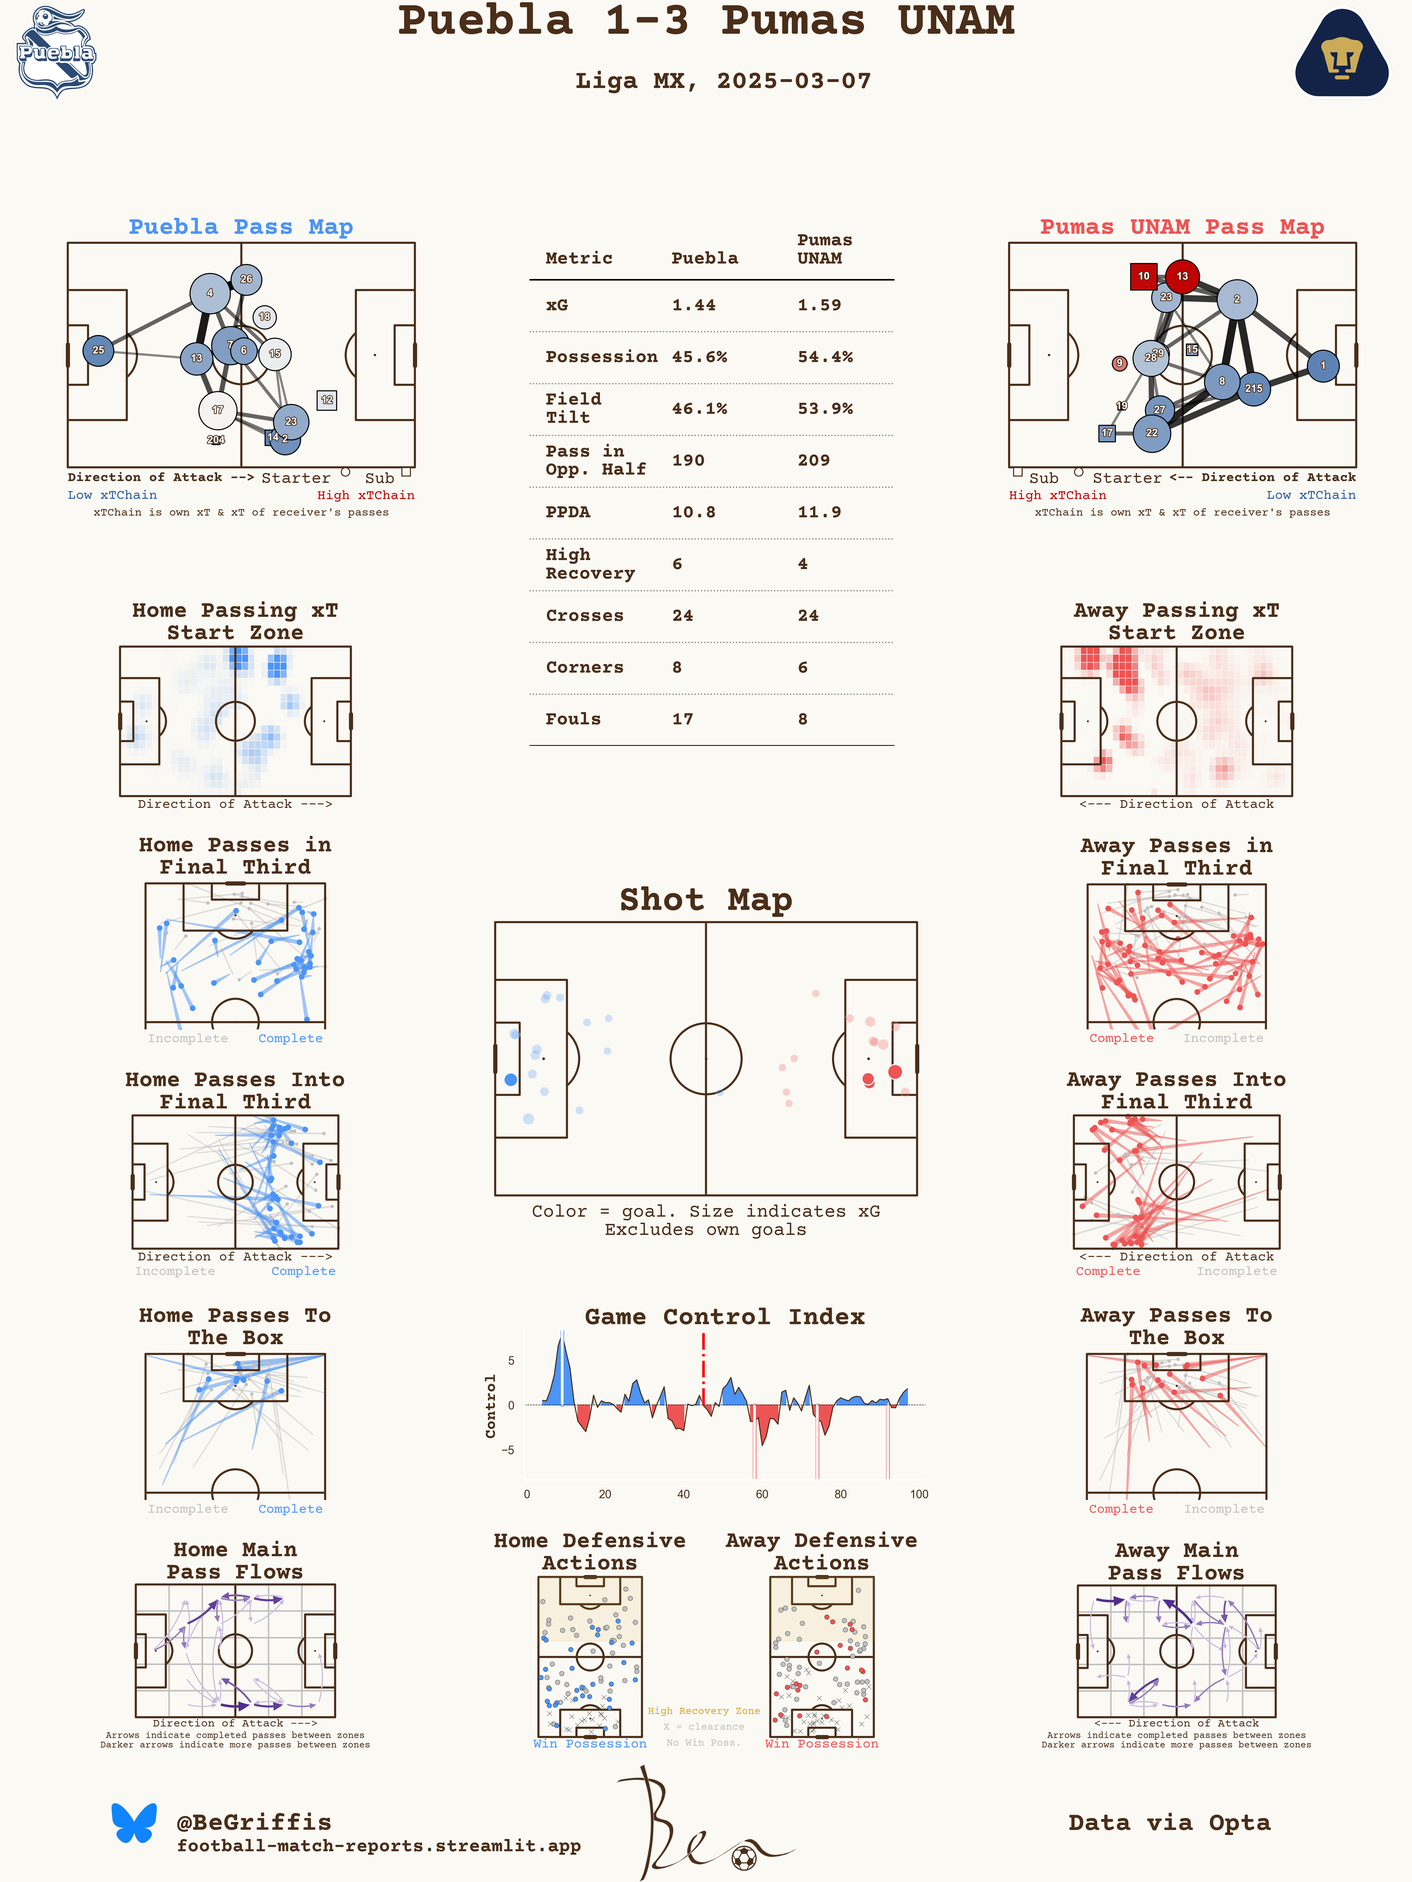 Puebla 1-3 Pumas UNAM
Liga MX, 2025-03-07
Puebla
Puebla Pass Map
4
26
18
25
13
7
6
15
17
12
23
204
14
2
Direction of Attack --> Starter Sub
Low xTChain High xTChain
xTChain is own xT & xT of receiver's passes
Metric Puebla Pumas UNAM
xG 1.44 1.59
Possession 45.6% 54.4%
Field Tilt 46.1% 53.9%
Pass in Opp. Half 190 209
PPDA 10.8 11.9
High Recovery 6 4
Crosses 24 24
Corners 8 6
Fouls 17 8
Pumas UNAM Pass Map
10
13
23
2
15
29
28
9
1
8
215
19
27
17
22
Sub Starter <-- Direction of Attack
High xTChain Low xTChain
xTChain is own xT & xT of receiver's passes
Home Passing xT
Start Zone
Direction of Attack --->
Away Passing xT
Start Zone
<--- Direction of Attack
Home Passes in
Final Third
Incomplete Complete
Shot Map
Color = goal. Size indicates xG
Excludes own goals
Away Passes in
Final Third
Complete Incomplete
Home Passes Into
Final Third
Direction of Attack --->
Incomplete Complete
Away Passes Into
Final Third
<--- Direction of Attack
Complete Incomplete
Home Passes To
The Box
Incomplete Complete
Game Control Index
Control
5
0
−5
0 20 40 60 80 100
Away Passes To
The Box
Complete Incomplete
Home Main
Pass Flows
Direction of Attack --->
Arrows indicate completed passes between zones
Darker arrows indicate more passes between zones
Home Defensive
Actions
Win Possession
Away Defensive
Actions
Win Possession
High Recovery Zone
X = clearance
No Win Poss.
Away Main
Pass Flows
<--- Direction of Attack
Arrows indicate completed passes between zones
Darker arrows indicate more passes between zones
@BeGriffis
football-match-reports.streamlit.app
Ben
Data via Opta